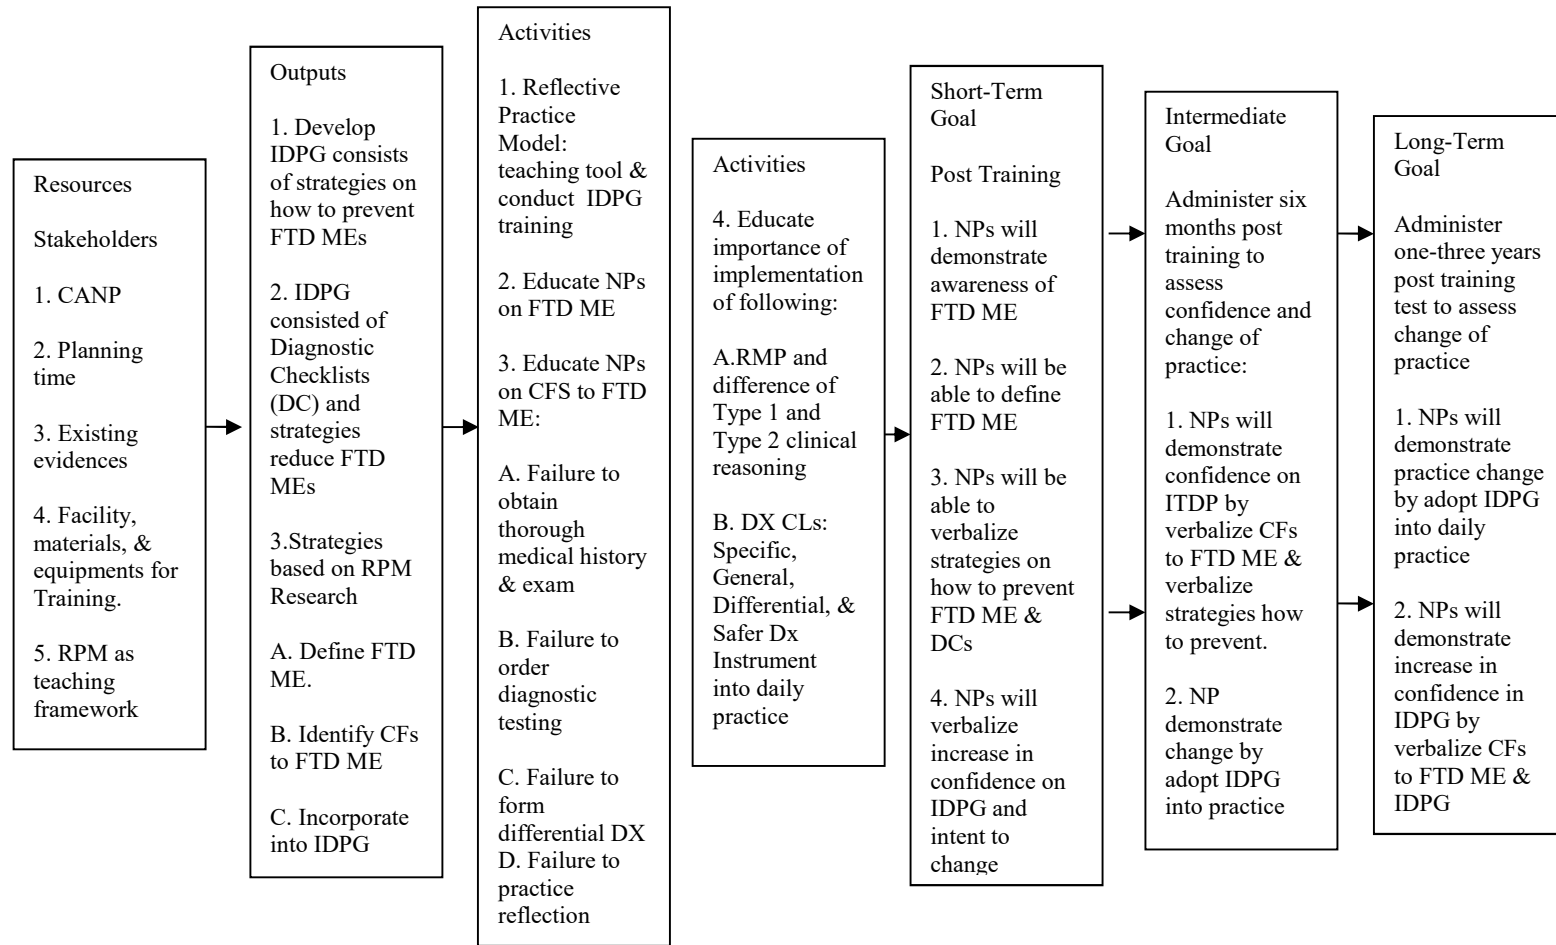 Resources
Stakeholders
1. CANP
2. Planning
time
3. Existing
evidences
4. Facility,
materials, &
equipments for
Training.
5. RPM as
teaching
framework
Outputs
1. Develop
IDPG consists
of strategies on
how to prevent
FTD MEs
2. IDPG
consisted of
Diagnostic
Checklists
(DC) and
strategies
reduce FTD
MEs
3.Strategies
based on RPM
Research
A. Define FTD
ME.
B. Identify CFs
to FTD ME
C. Incorporate
into IDPG
Activities
1. Reflective
Practice
Model:
teaching tool &
conduct IDPG
training
2. Educate NPs
on FTD ME
3. Educate NPs
on CFS to FTD
ME:
A. Failure to
obtain
thorough
medical history
& exam
B. Failure to
order
diagnostic
testing
C. Failure to
form
differential DX
D. Failure to
practice
reflection
Activities
4. Educate
importance of
implementation
of following:
A.RMP and
difference of
Type 1 and
Type 2 clinical
reasoning
B. DX CLs:
Specific,
General,
Differential, &
Safer Dx
Instrument
into daily
practice
Short-Term
Goal
Post Training
1. NPs will
demonstrate
awareness of
FTD ME
2. NPs will be
able to define
FTD ME
3. NPs will be
able to
verbalize
strategies on
how to prevent
FTD ME &
DCs
4. NPs will
verbalize
increase in
confidence on
IDPG and
intent to
change
Intermediate
Goal
Administer six
months post
training to
assess
confidence and
change of
practice:
1. NPs will
demonstrate
confidence on
ITDP by
verbalize CFs
to FTD ME &
verbalize
strategies how
to prevent.
2. NP
demonstrate
change by
adopt IDPG
into practice
Long-Term
Goal
Administer
one-three years
post training
test to assess
change of
practice
1. NPs will
demonstrate
practice change
by adopt IDPG
into daily
practice
2. NPs will
demonstrate
increase in
confidence in
IDPG by
verbalize CFs
to FTD ME &
IDPG